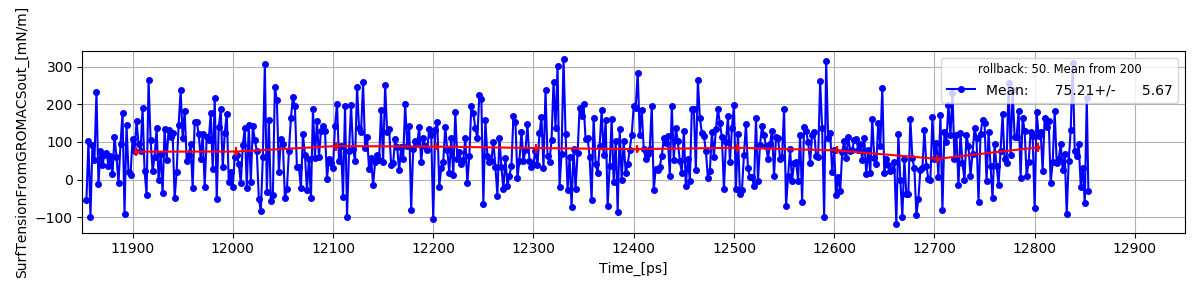 SurfTensionFromGROMACSout_[mN/m]
300
200
100
0
−100
rollback: 50. Mean from 200
Mean: 75.21+/- 5.67
11900 12000 12100 12200 12300 12400 12500 12600 12700 12800 12900
Time_[ps]